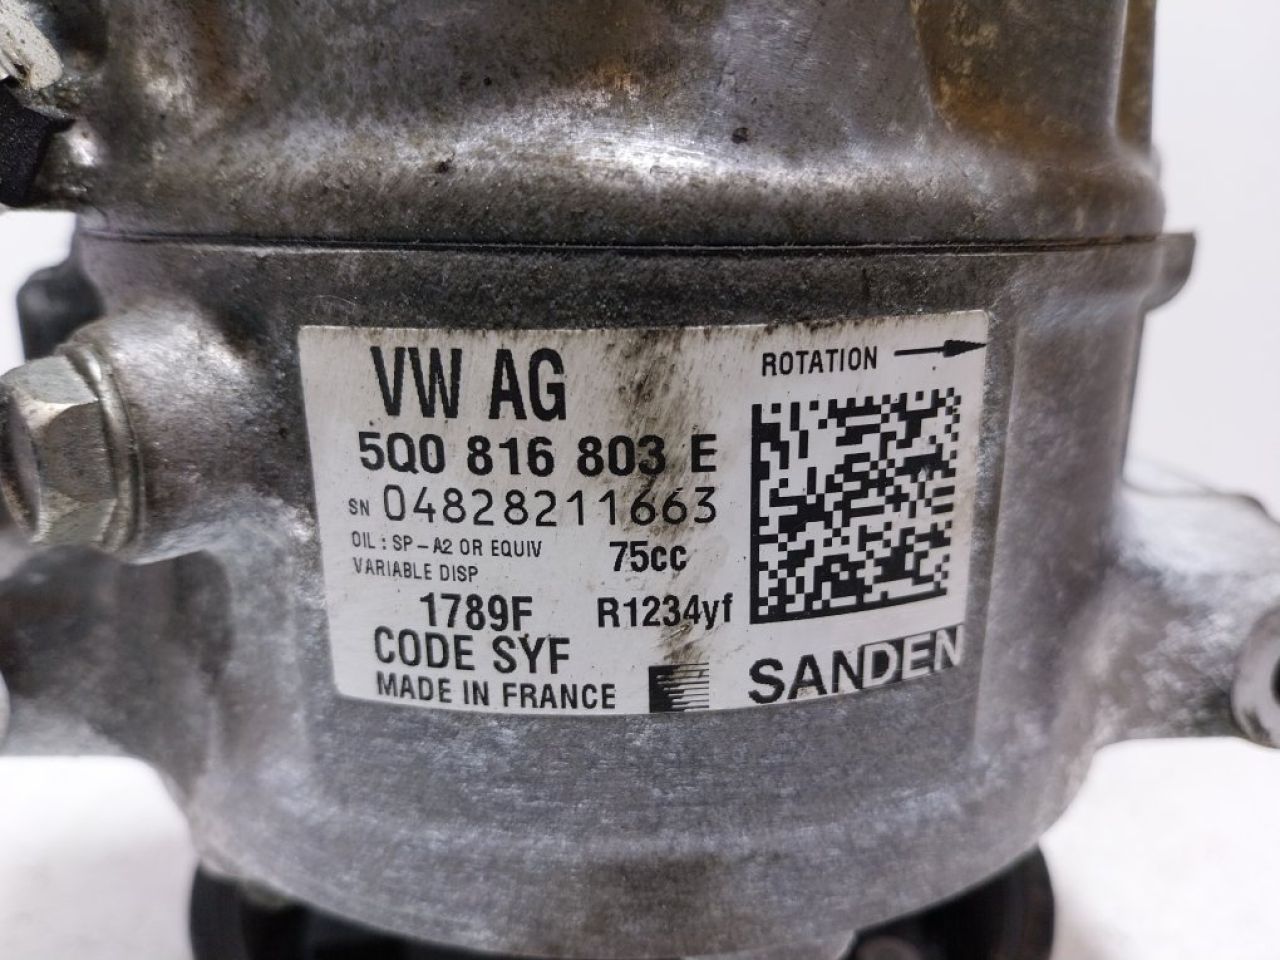 VW AG
ROTATION
5Q0 816 803 E
SN 04828211663
OIL : SP-A2 OR EQUIV 75cc
VARIABLE DISP
1789F R1234yf
CODE SYF
MADE IN FRANCE
SANDEN